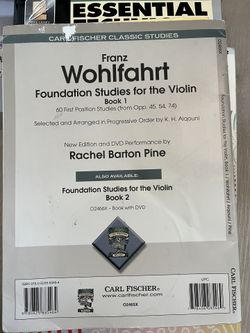 ESSENTIAL
CARL FISCHER CLASSIC STUDIES
O2465X
Franz
Wohlfahrt
Foundation Studies for the Violin
Book 1
60 First Position Studies (from Opp. 45, 54, 74)
Selected and Arranged in Progressive Order by K. H. Aiqouni
New Edition and DVD Performance by
Rachel Barton Pine
ALSO AVAILABLE:
Foundation Studies for the Violin
Book 2
O2466X - Book with DVD
CARL FISCHER®
www.carlfischer.com
O2465X
UPC: